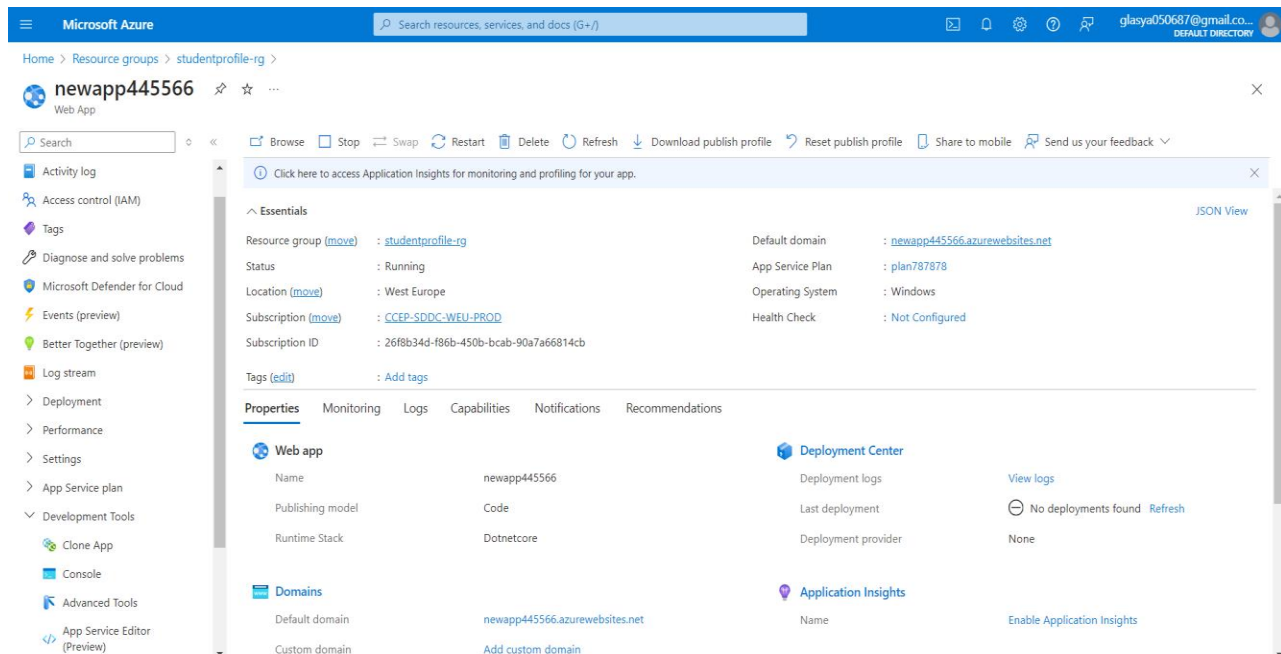 Microsoft Azure
Search resources, services, and docs (G+/)
glasya050687@gmail.co...
DEFAULT DIRECTORY
Home > Resource groups > studentprofile-rg >
newapp445566
Web App
Search
Browse Stop Swap Restart Delete Refresh Download publish profile Reset publish profile Share to mobile Send us your feedback
Activity log
Access control (IAM)
Tags
Diagnose and solve problems
Microsoft Defender for Cloud
Events (preview)
Better Together (preview)
Log stream
Deployment
Performance
Settings
App Service plan
Development Tools
Clone App
Console
Advanced Tools
App Service Editor
(Preview)
Click here to access Application Insights for monitoring and profiling for your app.
Essentials JSON View
Resource group (move) : studentprofile-rg
Status : Running
Location (move) : West Europe
Subscription (move) : CCEP-SDDC-WEU-PROD
Subscription ID : 26f8b34d-f86b-450b-bcab-90a7a66814cb
Default domain : newapp445566.azurewebsites.net
App Service Plan : plan787878
Operating System : Windows
Health Check : Not Configured
Tags (edit) : Add tags
Properties Monitoring Logs Capabilities Notifications Recommendations
Web app
Name newapp445566
Publishing model Code
Runtime Stack Dotnetcore
Domains
Default domain newapp445566.azurewebsites.net
Custom domain Add custom domain
Deployment Center
Deployment logs View logs
Last deployment No deployments found Refresh
Deployment provider None
Application Insights
Name Enable Application Insights